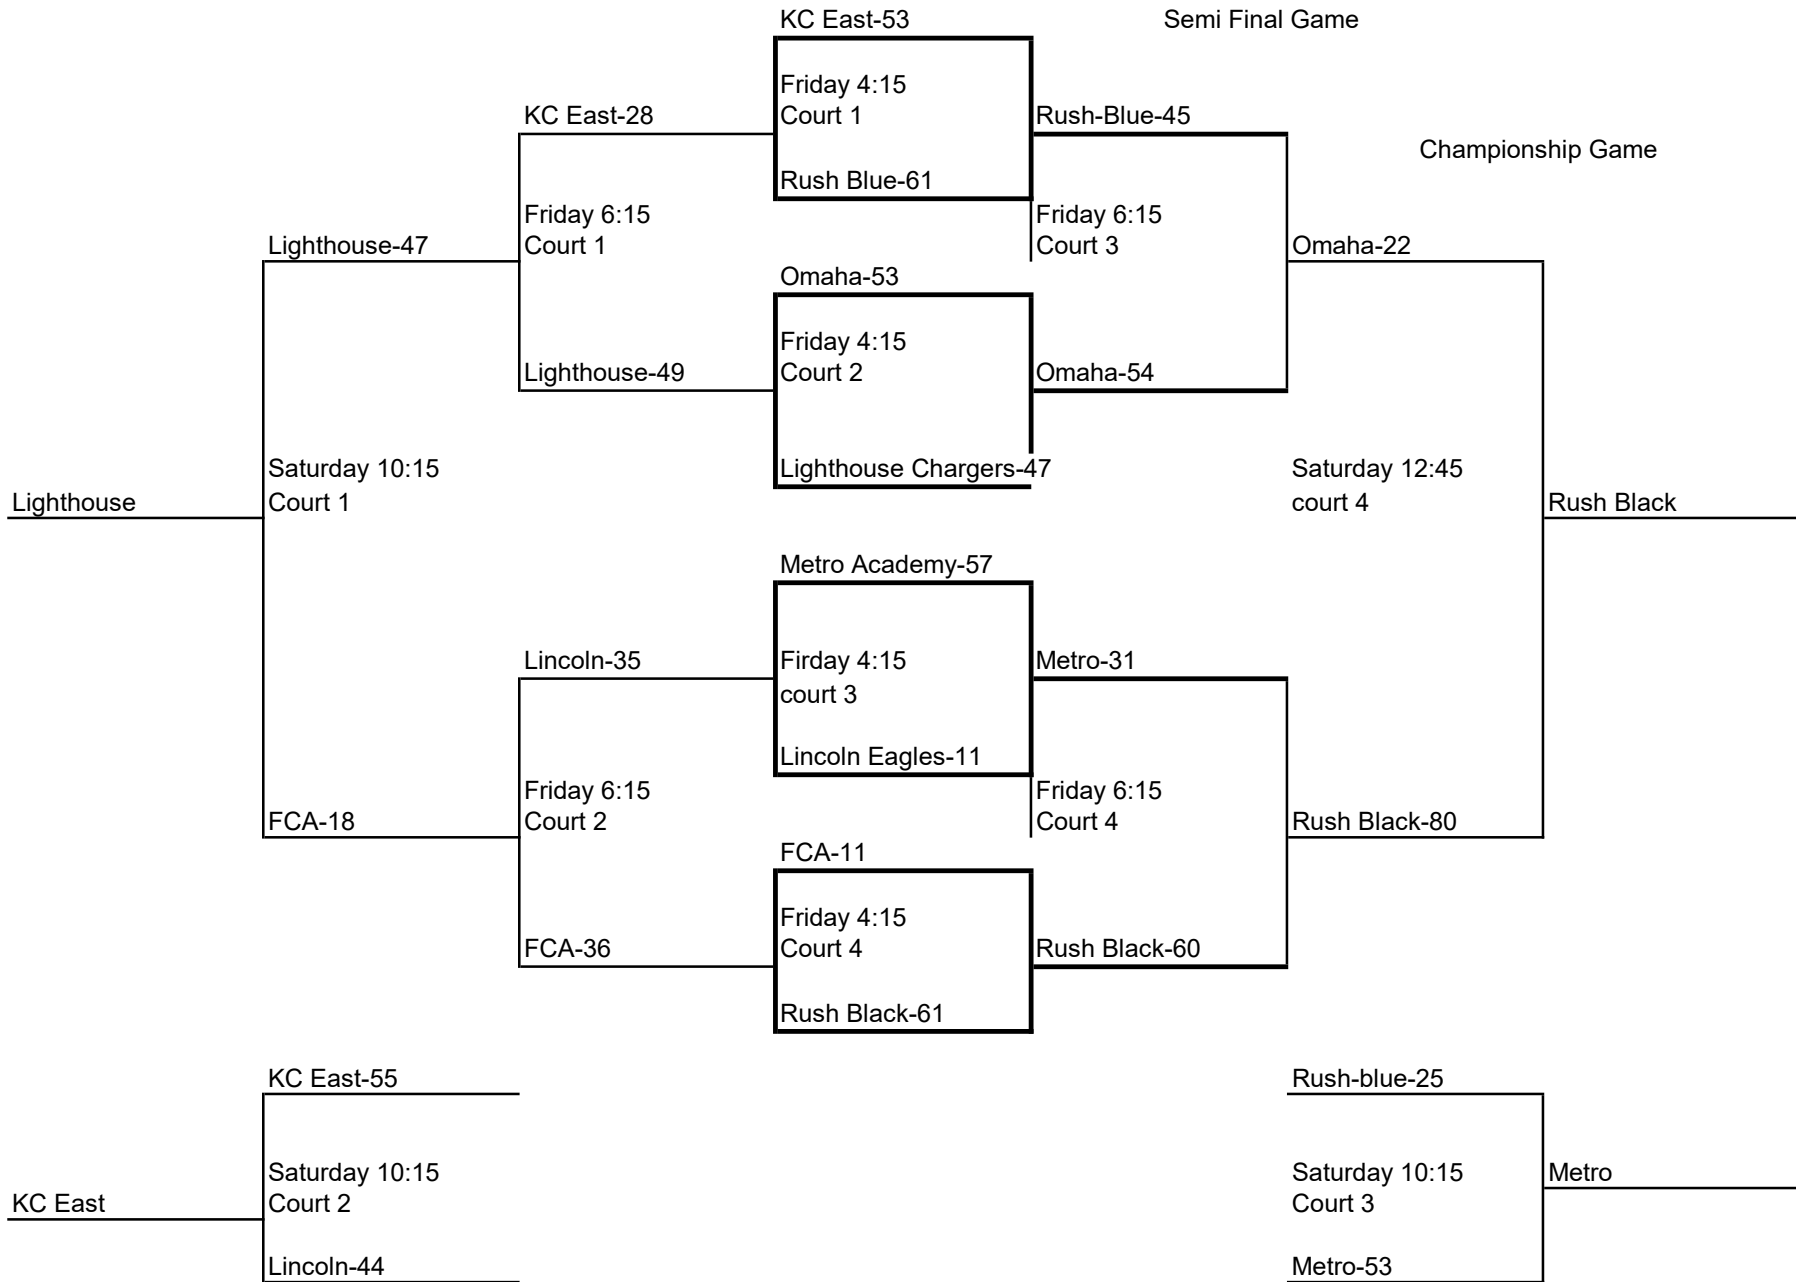 KC East-53
Semi Final Game
Friday 4:15
Court 1
KC East-28
Rush-Blue-45
Championship Game
Rush Blue-61
Friday 6:15
Court 1
Friday 6:15
Court 3
Lighthouse-47
Omaha-22
Omaha-53
Friday 4:15
Court 2
Lighthouse-49
Omaha-54
Lighthouse Chargers-47
Saturday 10:15
Court 1
Saturday 12:45
court 4
Lighthouse
Rush Black
Metro Academy-57
Lincoln-35
Firday 4:15
court 3
Metro-31
Lincoln Eagles-11
Friday 6:15
Court 2
Friday 6:15
Court 4
FCA-18
Rush Black-80
FCA-11
Friday 4:15
Court 4
FCA-36
Rush Black-60
Rush Black-61
KC East-55
Rush-blue-25
Saturday 10:15
Court 2
Saturday 10:15
Court 3
Metro
KC East
Lincoln-44
Metro-53